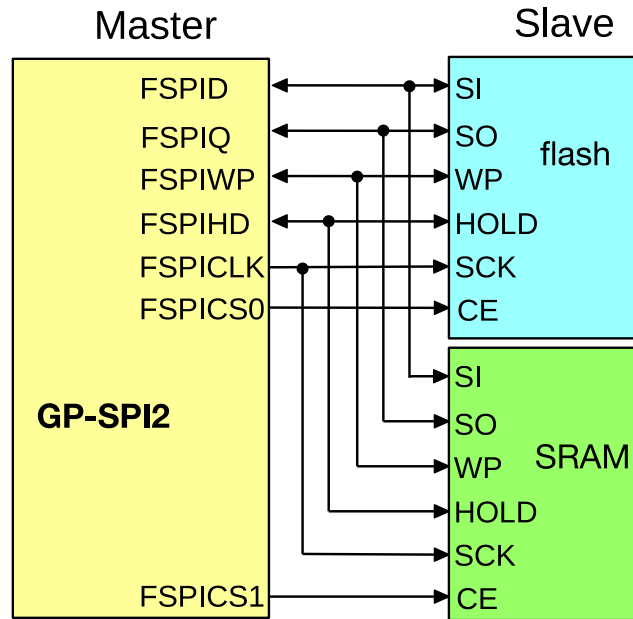 Master
FSPID
FSPIQ
FSPIWP
FSPIHD
FSPICLK
FSPICS0
GP-SPI2
FSPICS1
Slave
SI
SO
flash
WP
HOLD
SCK
CE
SI
SO
SRAM
WP
HOLD
SCK
CE